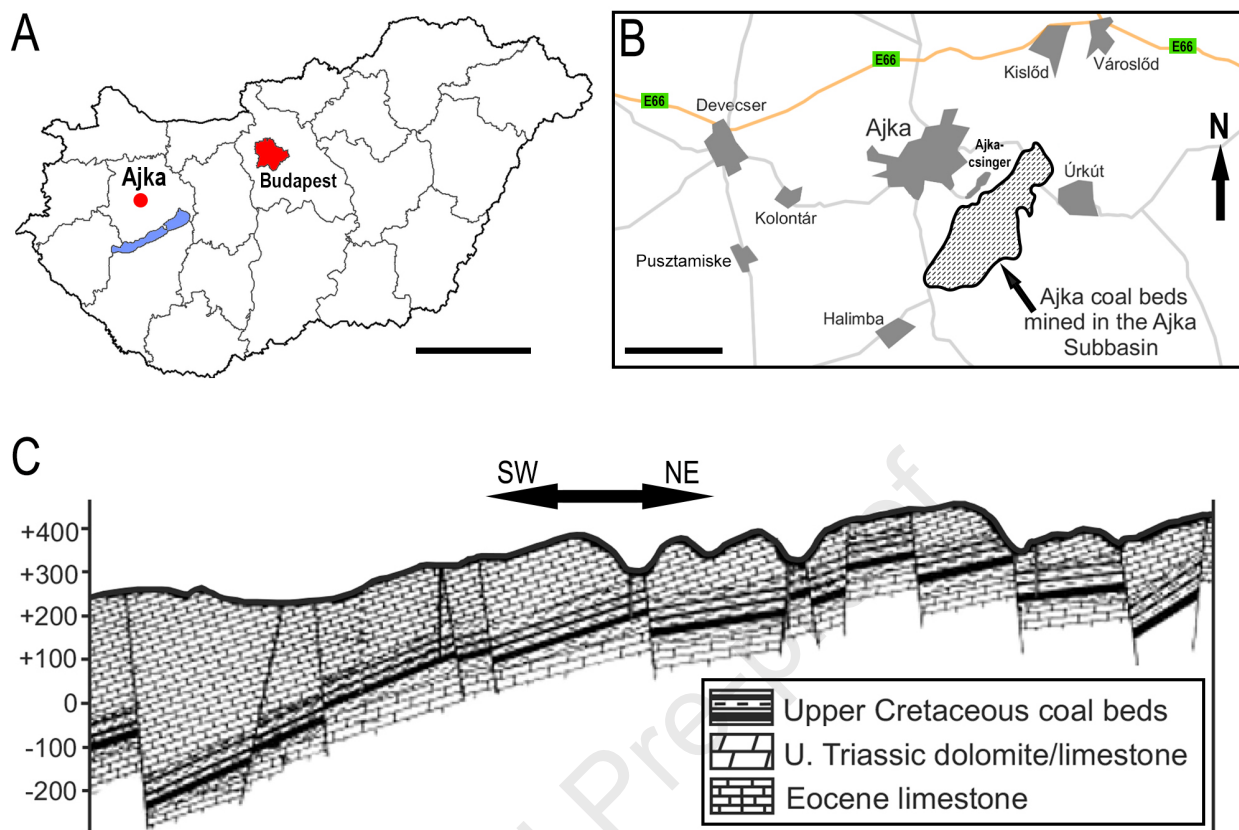 A
Ajka
Budapest
B
E66
Kislőd
Városlőd
E66
E66
Devecser
Ajka
Ajka-
csinger
Úrkút
N
Kolontár
Pusztamiske
Halimba
Ajka coal beds
mined in the Ajka
Subbasin
C
SW
NE
+400
+300
+200
+100
0
-100
-200
Upper Cretaceous coal beds
U. Triassic dolomite/limestone
Eocene limestone